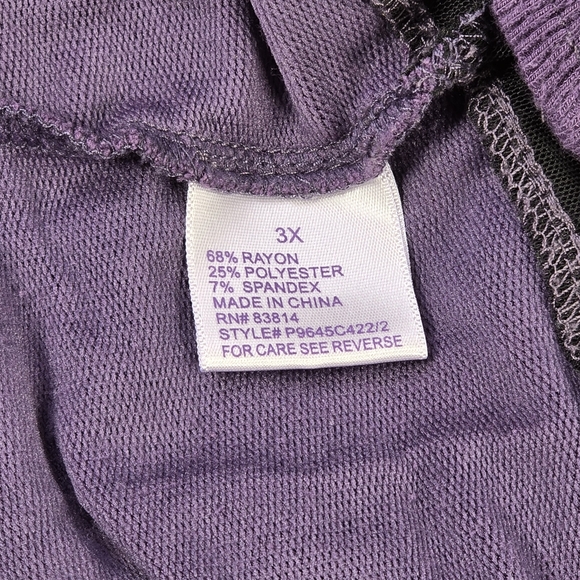 3X
68% RAYON
25% POLYESTER
7% SPANDEX
MADE IN CHINA
RN# 83814
STYLE# P9645C422/2
FOR CARE SEE REVERSE